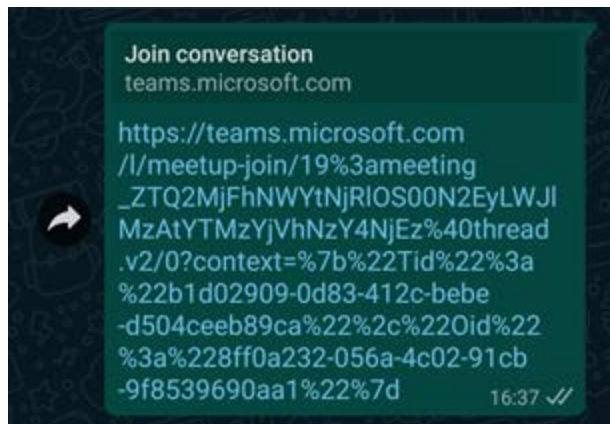 Join conversation
teams.microsoft.com
https://teams.microsoft.com
/l/meetup-join/19%3ameeting
_ZTQ2MjFhNWYtNjRlOS00N2EyLWJl
MzAtYTMzYjVhNzY4NjEz%40thread
.v2/0?context=%7b%22Tid%22%3a
%22b1d02909-0d83-412c-bebe
-d504ceeb89ca%22%2c%22Oid%22
%3a%228ff0a232-056a-4c02-91cb
-9f8539690aa1%22%7d
16:37